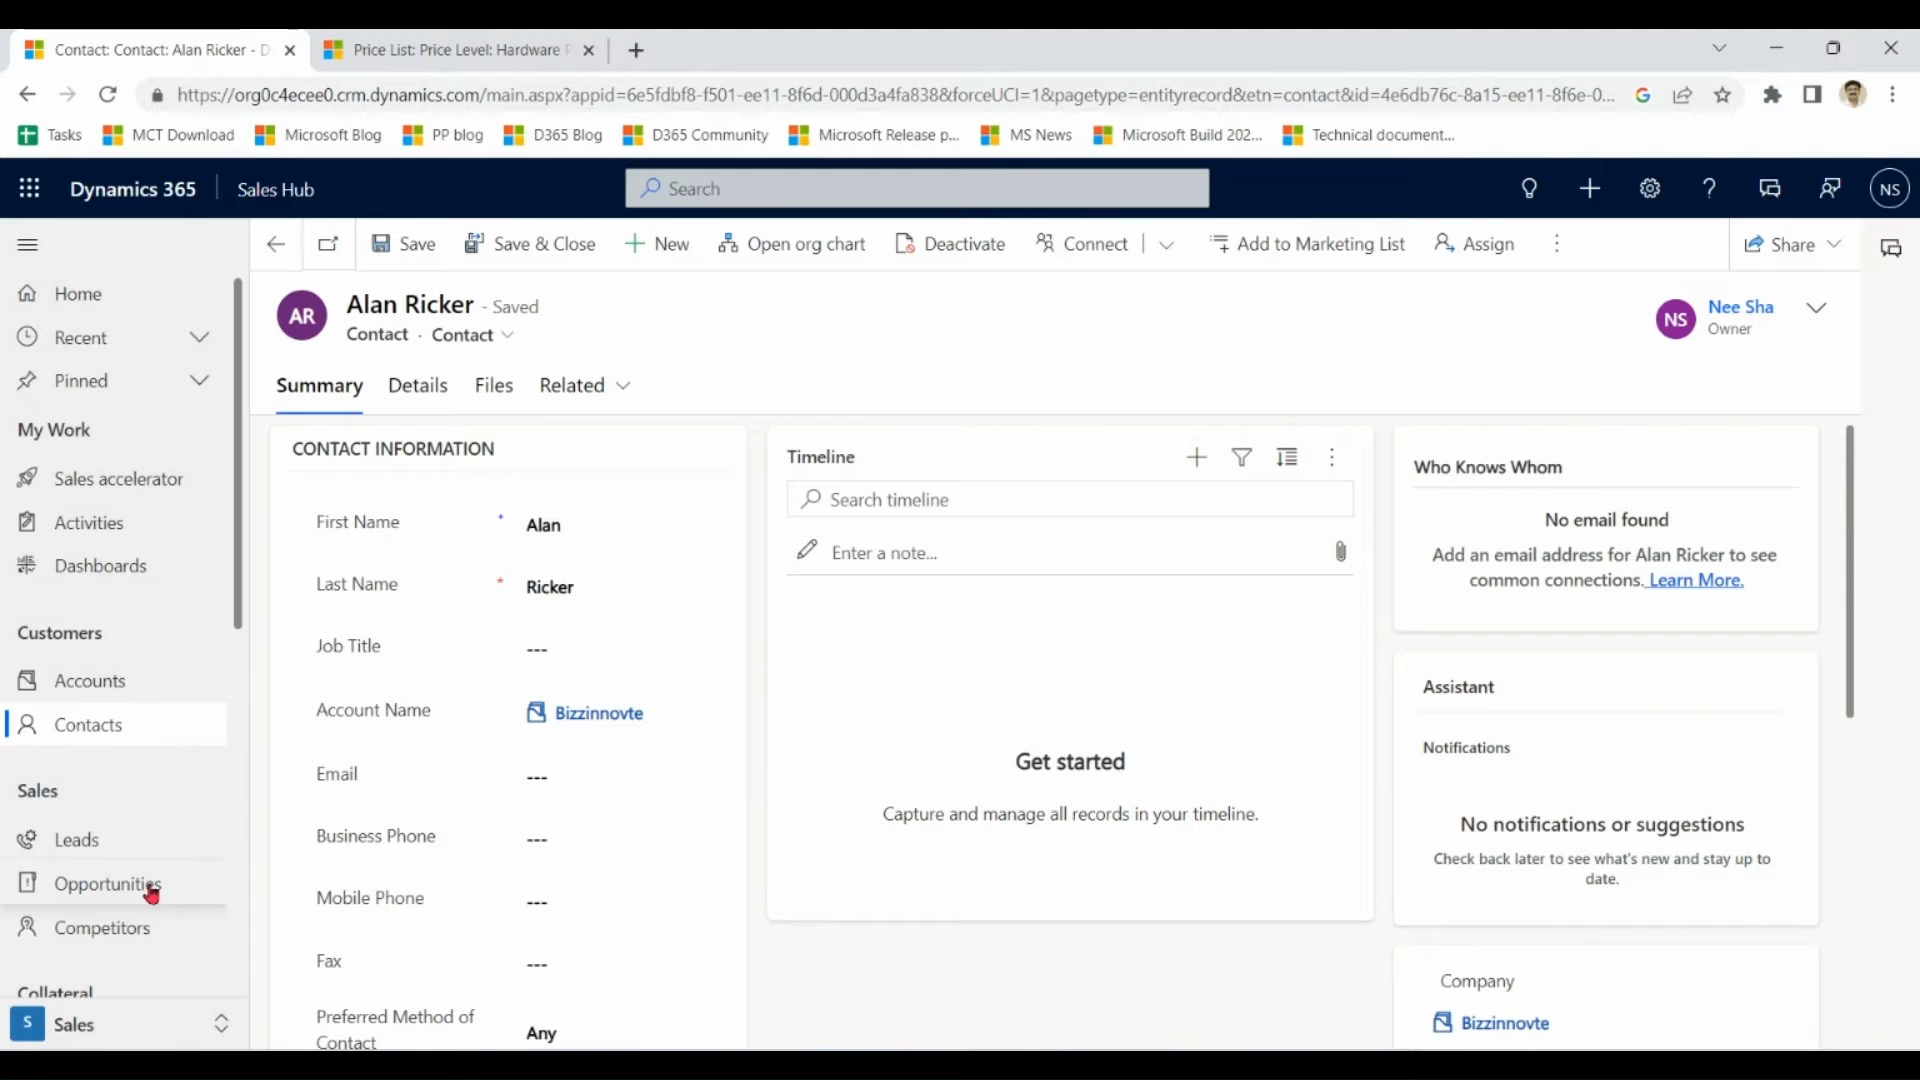 Contact: Contact: Alan Ricker - D
Price List: Price Level: Hardware P
https://org0c4ecee0.crm.dynamics.com/main.aspx?appid=6e5fdbf8-f501-ee11-8f6d-000d3a4fa838&forceUCI=1&pagetype=entityrecord&etn=contact&id=4e6db76c-8a15-ee11-8f6e-0...
Tasks
MCT Download
Microsoft Blog
PP blog
D365 Blog
D365 Community
Microsoft Release p...
MS News
Microsoft Build 202...
Technical document...
Dynamics 365
Sales Hub
Search
NS
Save
Save & Close
New
Open org chart
Deactivate
Connect
Add to Marketing List
Assign
Share
Home
Recent
Pinned
My Work
Sales accelerator
Activities
Dashboards
Customers
Accounts
Contacts
Sales
Leads
Opportunities
Competitors
Collateral
S
Sales
AR
Alan Ricker - Saved
Contact · Contact
NS
Nee Sha
Owner
Summary
Details
Files
Related
CONTACT INFORMATION
First Name
*
Alan
Last Name
*
Ricker
Job Title
---
Account Name
Bizzinnovte
Email
---
Business Phone
---
Mobile Phone
---
Fax
---
Preferred Method of
Contact
Any
Timeline
Search timeline
Enter a note...
Get started
Capture and manage all records in your timeline.
Who Knows Whom
No email found
Add an email address for Alan Ricker to see
common connections. Learn More.
Assistant
Notifications
No notifications or suggestions
Check back later to see what's new and stay up to
date.
Company
Bizzinnovte